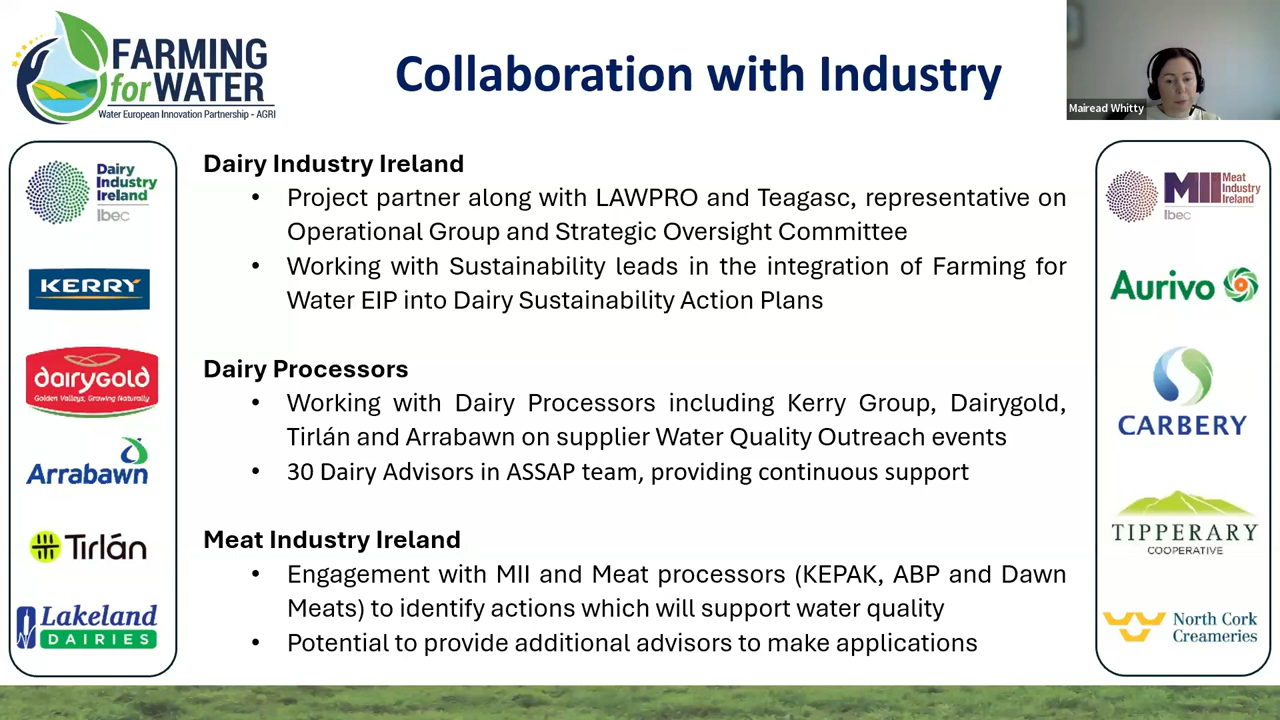 FARMING
for WATER
Water European Innovation Partnership - AGRI
Collaboration with Industry
Mairead Whitty
Dairy
Industry
Ireland
Ibec
KERRY
dairygold
Golden Valleys, Growing Naturally
Arrabawn
Tirlán
Lakeland
DAIRIES
Dairy Industry Ireland
• Project partner along with LAWPRO and Teagasc, representative on
Operational Group and Strategic Oversight Committee
• Working with Sustainability leads in the integration of Farming for
Water EIP into Dairy Sustainability Action Plans
Dairy Processors
• Working with Dairy Processors including Kerry Group, Dairygold,
Tirlán and Arrabawn on supplier Water Quality Outreach events
• 30 Dairy Advisors in ASSAP team, providing continuous support
Meat Industry Ireland
• Engagement with MII and Meat processors (KEPAK, ABP and Dawn
Meats) to identify actions which will support water quality
• Potential to provide additional advisors to make applications
MII
Meat
Industry
Ireland
Ibec
Aurivo
CARBERY
TIPPERARY
COOPERATIVE
North Cork
Creameries